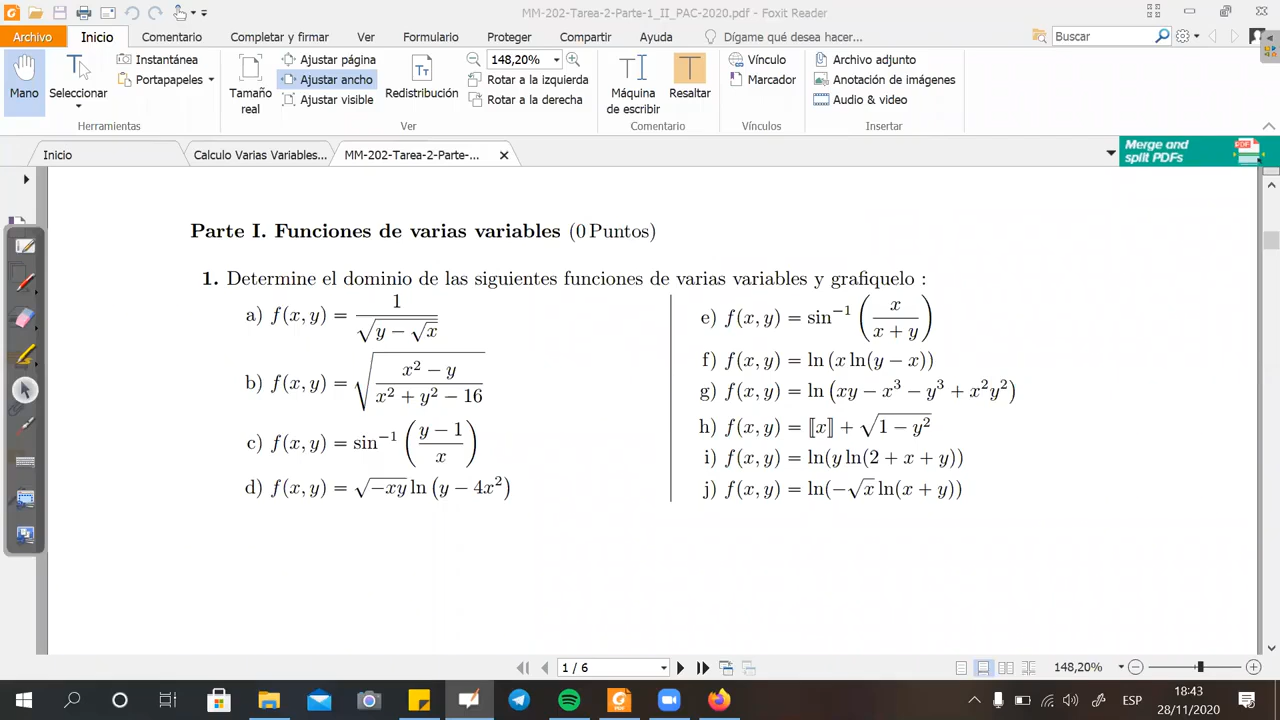 MM-202-Tarea-2-Parte-1_II_PAC-2020.pdf - Foxit Reader
Archivo Inicio Comentario Completar y firmar Ver Formulario Proteger Compartir Ayuda Dígame qué desea hacer... Buscar
Mano
Seleccionar
Instantánea
Portapapeles
Herramientas
Tamaño real
Ajustar página
Ajustar ancho
Ajustar visible
Redistribución
148,20%
Rotar a la izquierda
Rotar a la derecha
Ver
Máquina de escribir
Resaltar
Comentario
Vínculo
Marcador
Vínculos
Archivo adjunto
Anotación de imágenes
Audio & video
Insertar
Inicio Calculo Varias Variables... MM-202-Tarea-2-Parte-...
Merge and split PDFs
Parte I. Funciones de varias variables (0 Puntos)
1. Determine el dominio de las siguientes funciones de varias variables y grafiquelo :
a) f(x, y) = 1 / √(y − √x)
b) f(x, y) = √((x² − y) / (x² + y² − 16))
c) f(x, y) = sin⁻¹ ((y − 1) / x)
d) f(x, y) = √(−xy) ln (y − 4x²)
e) f(x, y) = sin⁻¹ (x / (x + y))
f) f(x, y) = ln (x ln(y − x))
g) f(x, y) = ln (xy − x³ − y³ + x²y²)
h) f(x, y) = ⟦x⟧ + √(1 − y²)
i) f(x, y) = ln(y ln(2 + x + y))
j) f(x, y) = ln(−√x ln(x + y))
1 / 6
148,20%
ESP
18:43
28/11/2020